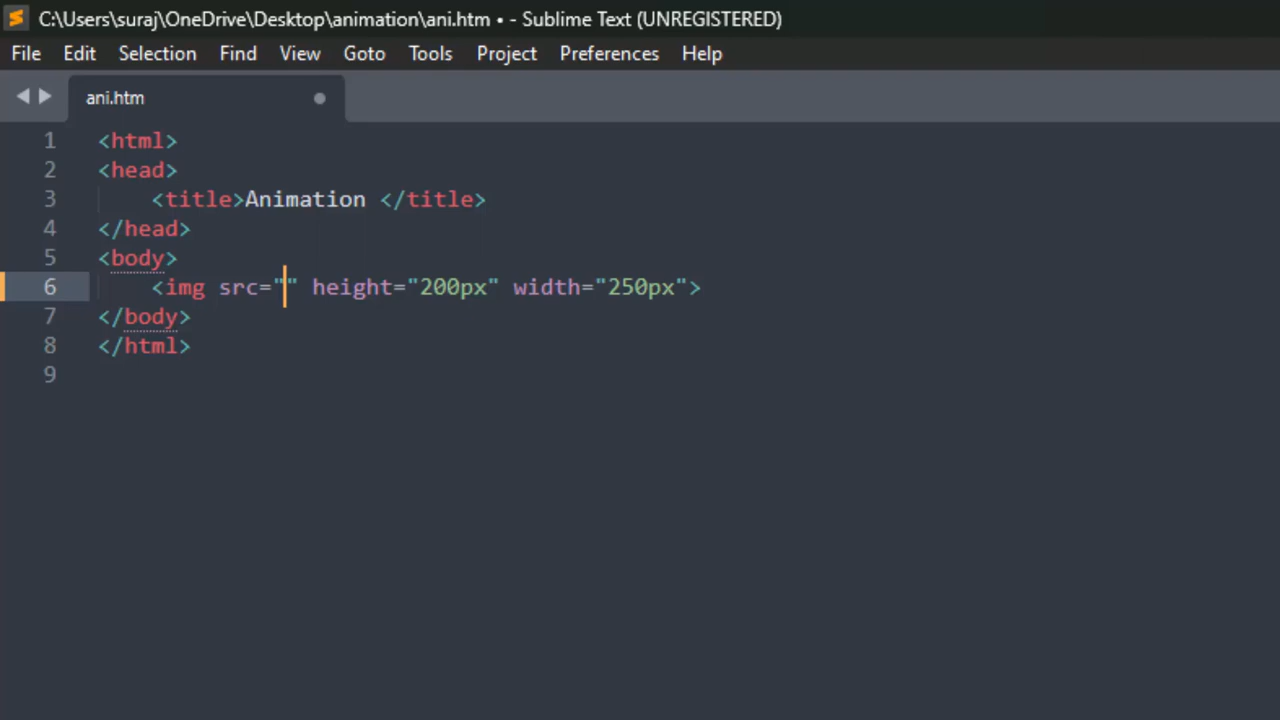 C:\Users\suraj\OneDrive\Desktop\animation\ani.htm • - Sublime Text (UNREGISTERED)
File Edit Selection Find View Goto Tools Project Preferences Help
ani.htm
1 <html>
2 <head>
3 <title>Animation </title>
4 </head>
5 <body>
6 <img src="" height="200px" width="250px">
7 </body>
8 </html>
9